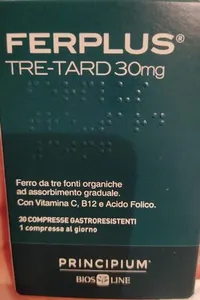 FERPLUS®
TRE-TARD 30mg
Ferro da tre fonti organiche
ad assorbimento graduale.
Con Vitamina C, B12 e Acido Folico.
30 COMPRESSE GASTRORESISTENTI
1 compressa al giorno
PRINCIPIUM®
BIOS LINE